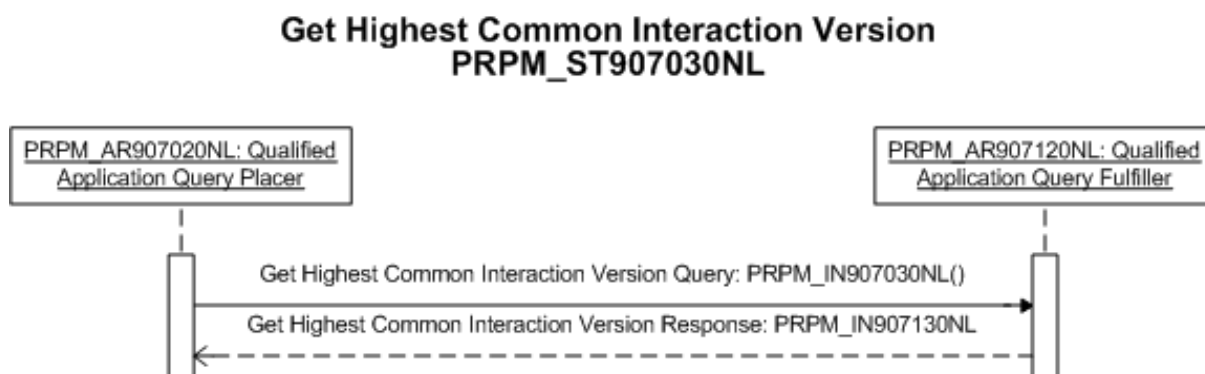 Get Highest Common Interaction Version
PRPM_ST907030NL
PRPM_AR907020NL: Qualified
Application Query Placer
PRPM_AR907120NL: Qualified
Application Query Fulfiller
Get Highest Common Interaction Version Query: PRPM_IN907030NL()
Get Highest Common Interaction Version Response: PRPM_IN907130NL